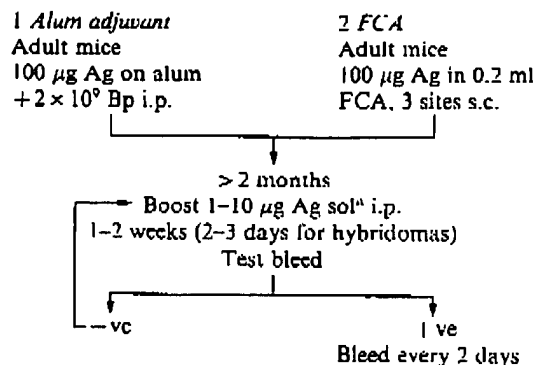 1 Alum adjuvant
Adult mice
100 μg Ag on alum
+2 × 10⁹ Bp i.p.
2 FCA
Adult mice
100 μg Ag in 0.2 ml
FCA, 3 sites s.c.
>2 months
Boost 1–10 μg Ag solⁿ i.p.
1–2 weeks (2–3 days for hybridomas)
Test bleed
−ve
+ve
Bleed every 2 days